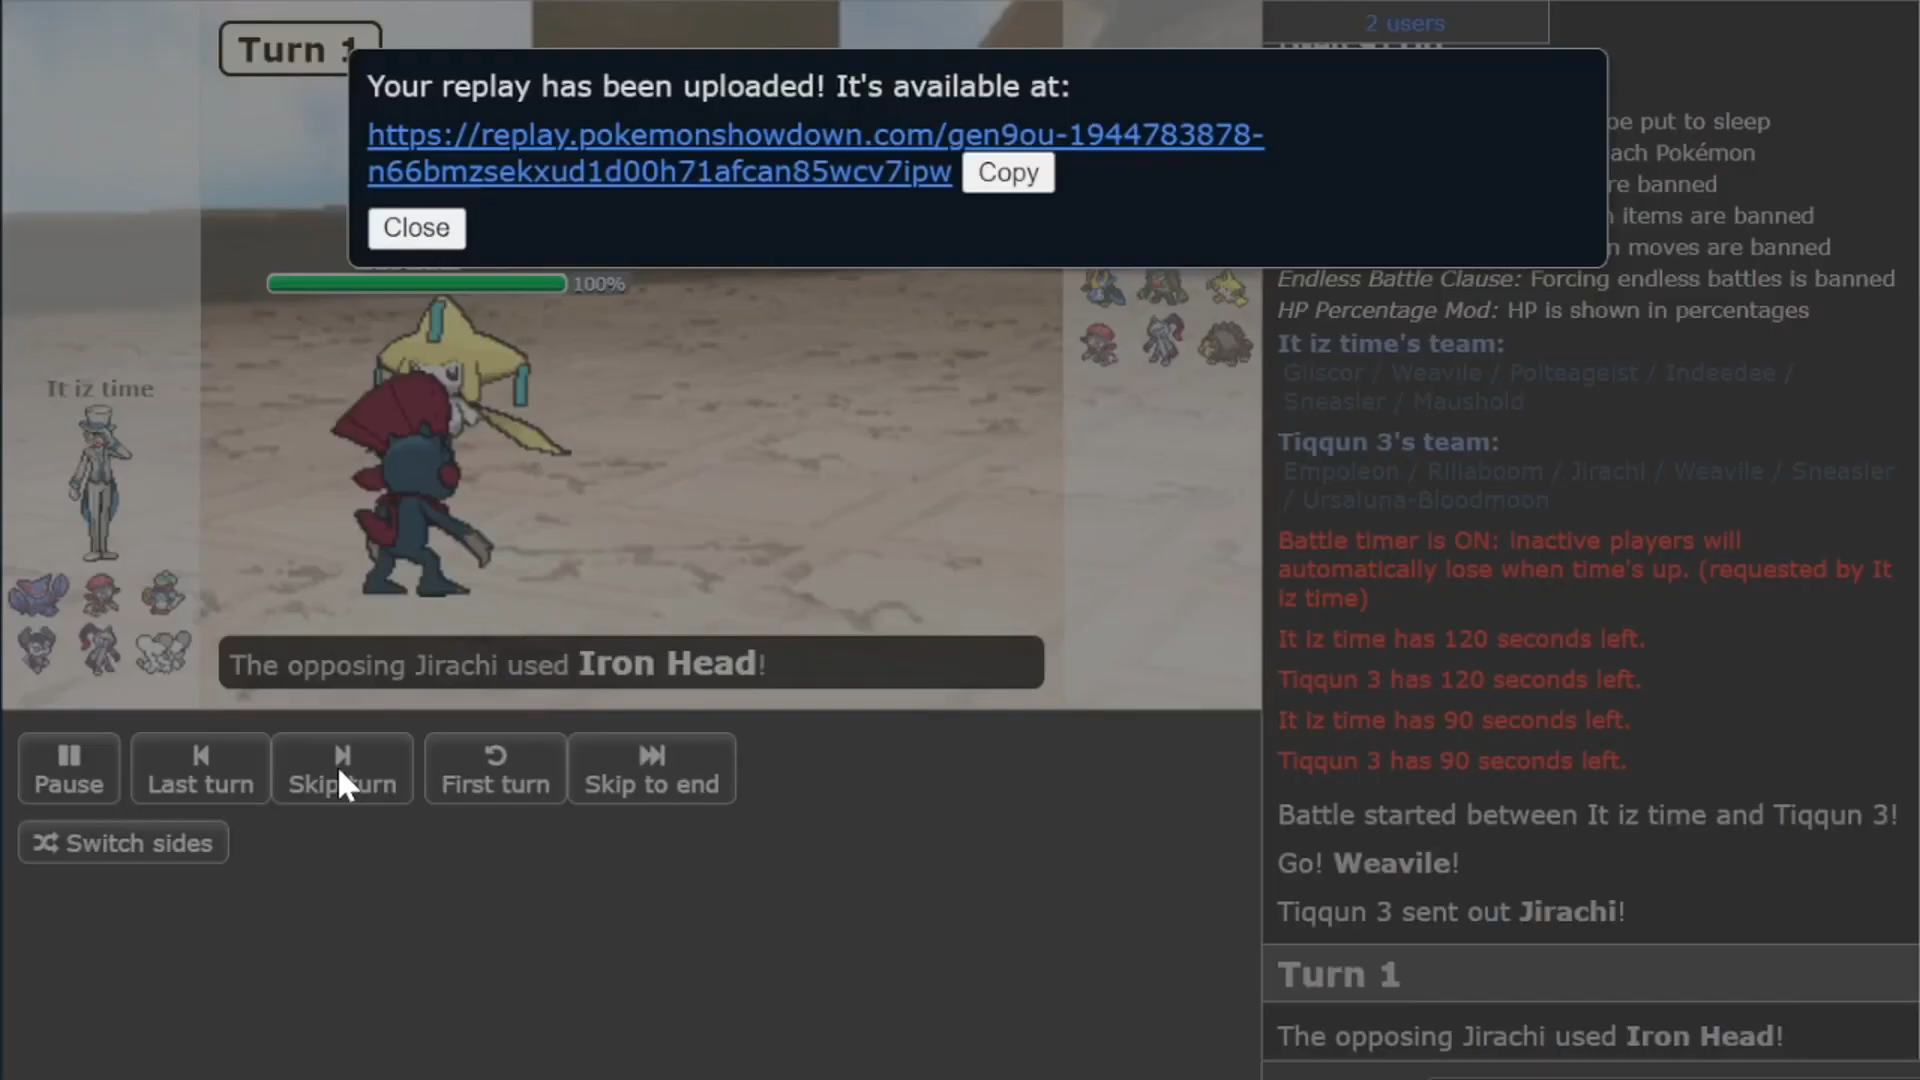 2 users
Turn 1
Your replay has been uploaded! It's available at:
https://replay.pokemonshowdown.com/gen9ou-1944783878-
n66bmzsekxud1d00h71afcan85wcv7ipw Copy
Close
be put to sleep
ach Pokémon
re banned
items are banned
moves are banned
100%
Endless Battle Clause: Forcing endless battles is banned
HP Percentage Mod: HP is shown in percentages
It iz time's team:
Gliscor / Weavile / Polteageist / Indeedee /
Sneasler / Maushold
It iz time
Tiqqun 3's team:
Empoleon / Rillaboom / Jirachi / Weavile / Sneasler
/ Ursaluna-Bloodmoon
Battle timer is ON: inactive players will
automatically lose when time's up. (requested by It
iz time)
It iz time has 120 seconds left.
Tiqqun 3 has 120 seconds left.
It iz time has 90 seconds left.
Tiqqun 3 has 90 seconds left.
The opposing Jirachi used Iron Head!
Pause
Last turn
Skip turn
First turn
Skip to end
Switch sides
Battle started between It iz time and Tiqqun 3!
Go! Weavile!
Tiqqun 3 sent out Jirachi!
Turn 1
The opposing Jirachi used Iron Head!